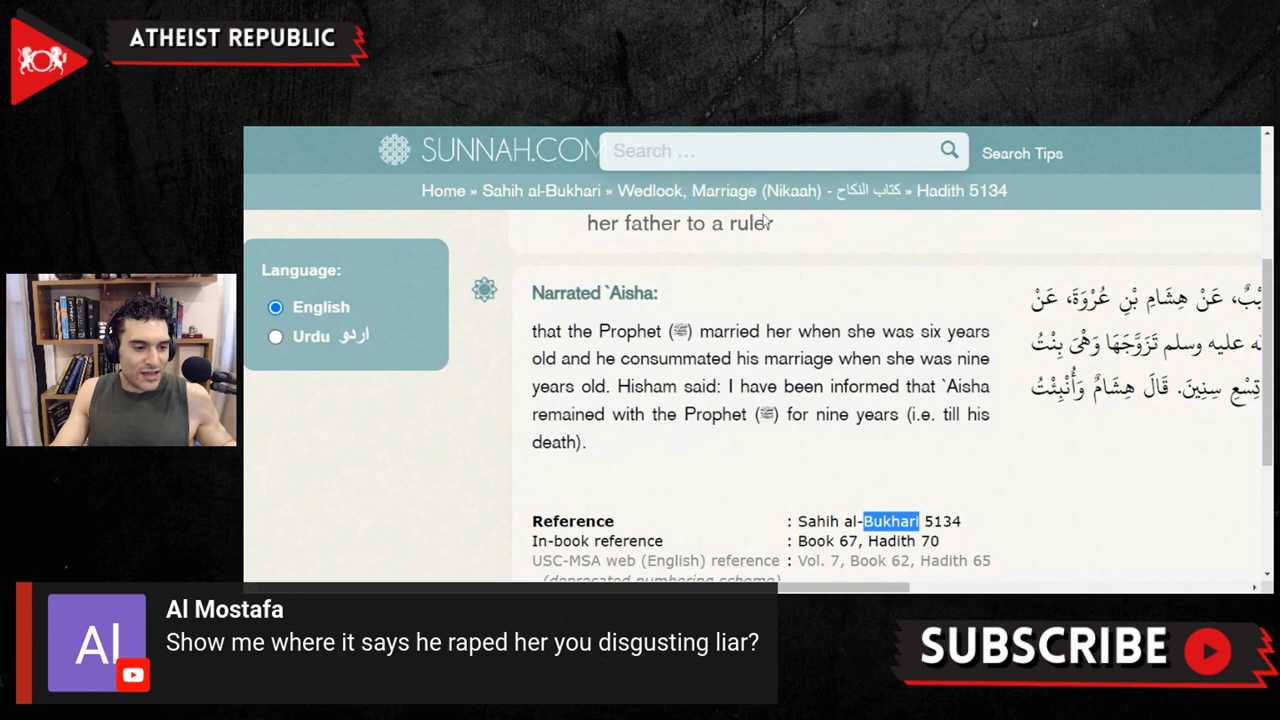 ATHEIST REPUBLIC
SUNNAH.COM
Search ...
Search Tips
Home » Sahih al-Bukhari » Wedlock, Marriage (Nikaah) - كتاب النكاح » Hadith 5134
her father to a ruler
Language:
English
Urdu اردو
Narrated `Aisha:
that the Prophet (ﷺ) married her when she was six years
old and he consummated his marriage when she was nine
years old. Hisham said: I have been informed that `Aisha
remained with the Prophet (ﷺ) for nine years (i.e. till his
death).
عَنْ هِشَامِ بْنِ عُرْوَةَ، عَنْ
عليه وسلم تَزَوَّجَهَا وَهْىَ بِنْتُ
تِسْعِ سِنِينَ. قَالَ هِشَامٌ وَأُنْبِئْتُ
Reference : Sahih al-Bukhari 5134
In-book reference : Book 67, Hadith 70
USC-MSA web (English) reference : Vol. 7, Book 62, Hadith 65
(deprecated numbering scheme)
Al
Al Mostafa
Show me where it says he raped her you disgusting liar?
SUBSCRIBE